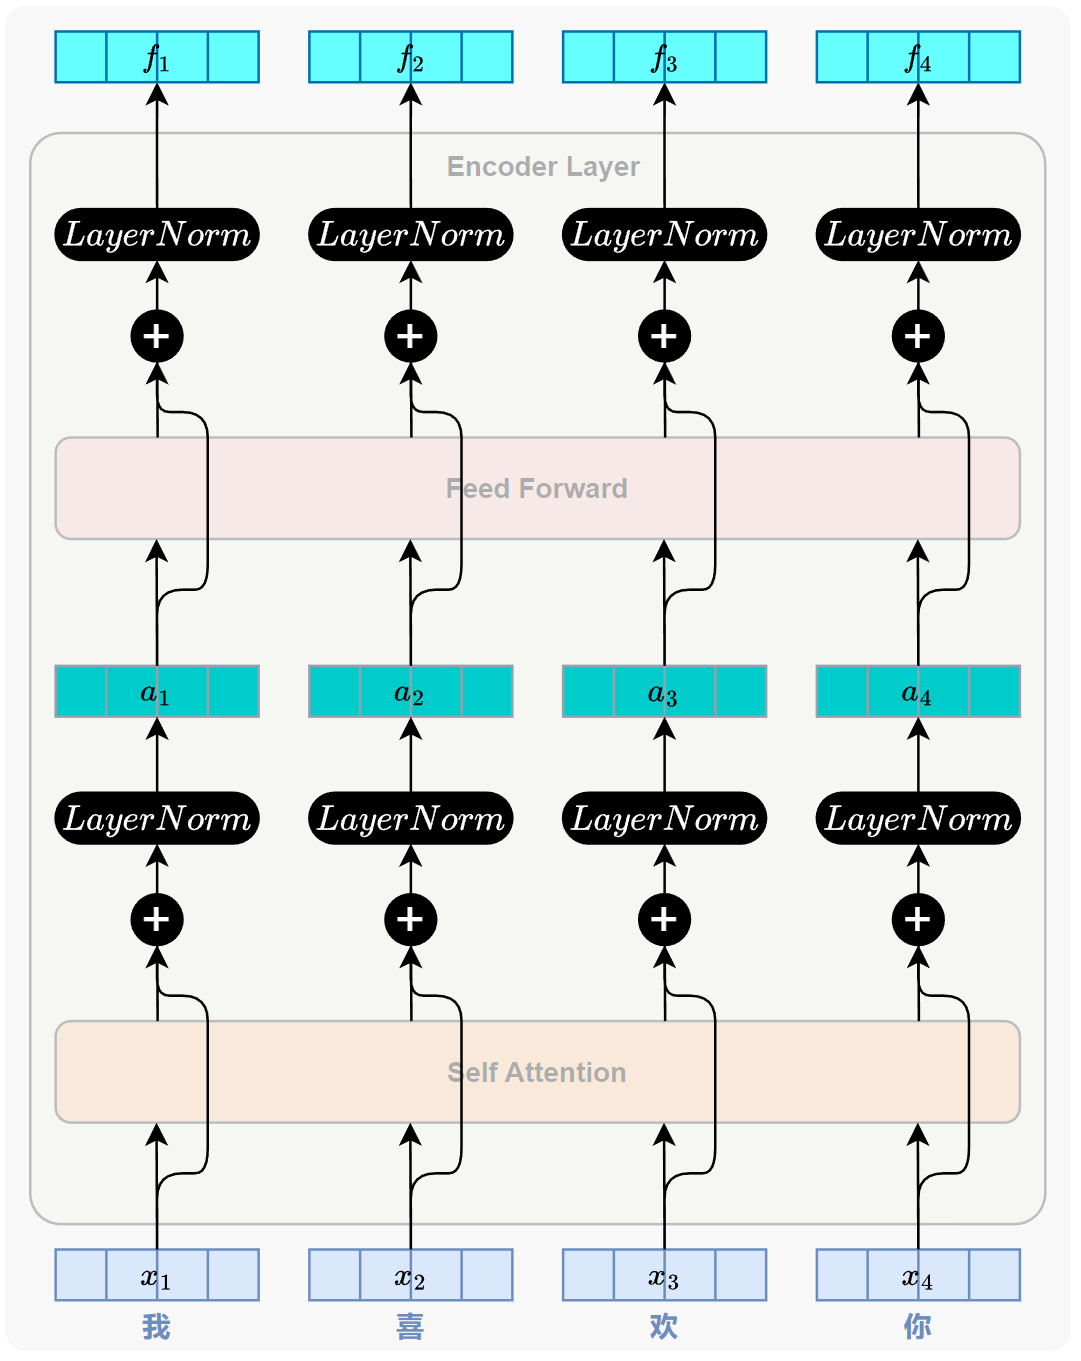 f₁ f₂ f₃ f₄
Encoder Layer
LayerNorm LayerNorm LayerNorm LayerNorm
+ + + +
Feed Forward
a₁ a₂ a₃ a₄
LayerNorm LayerNorm LayerNorm LayerNorm
+ + + +
Self Attention
x₁ x₂ x₃ x₄
我 喜 欢 你